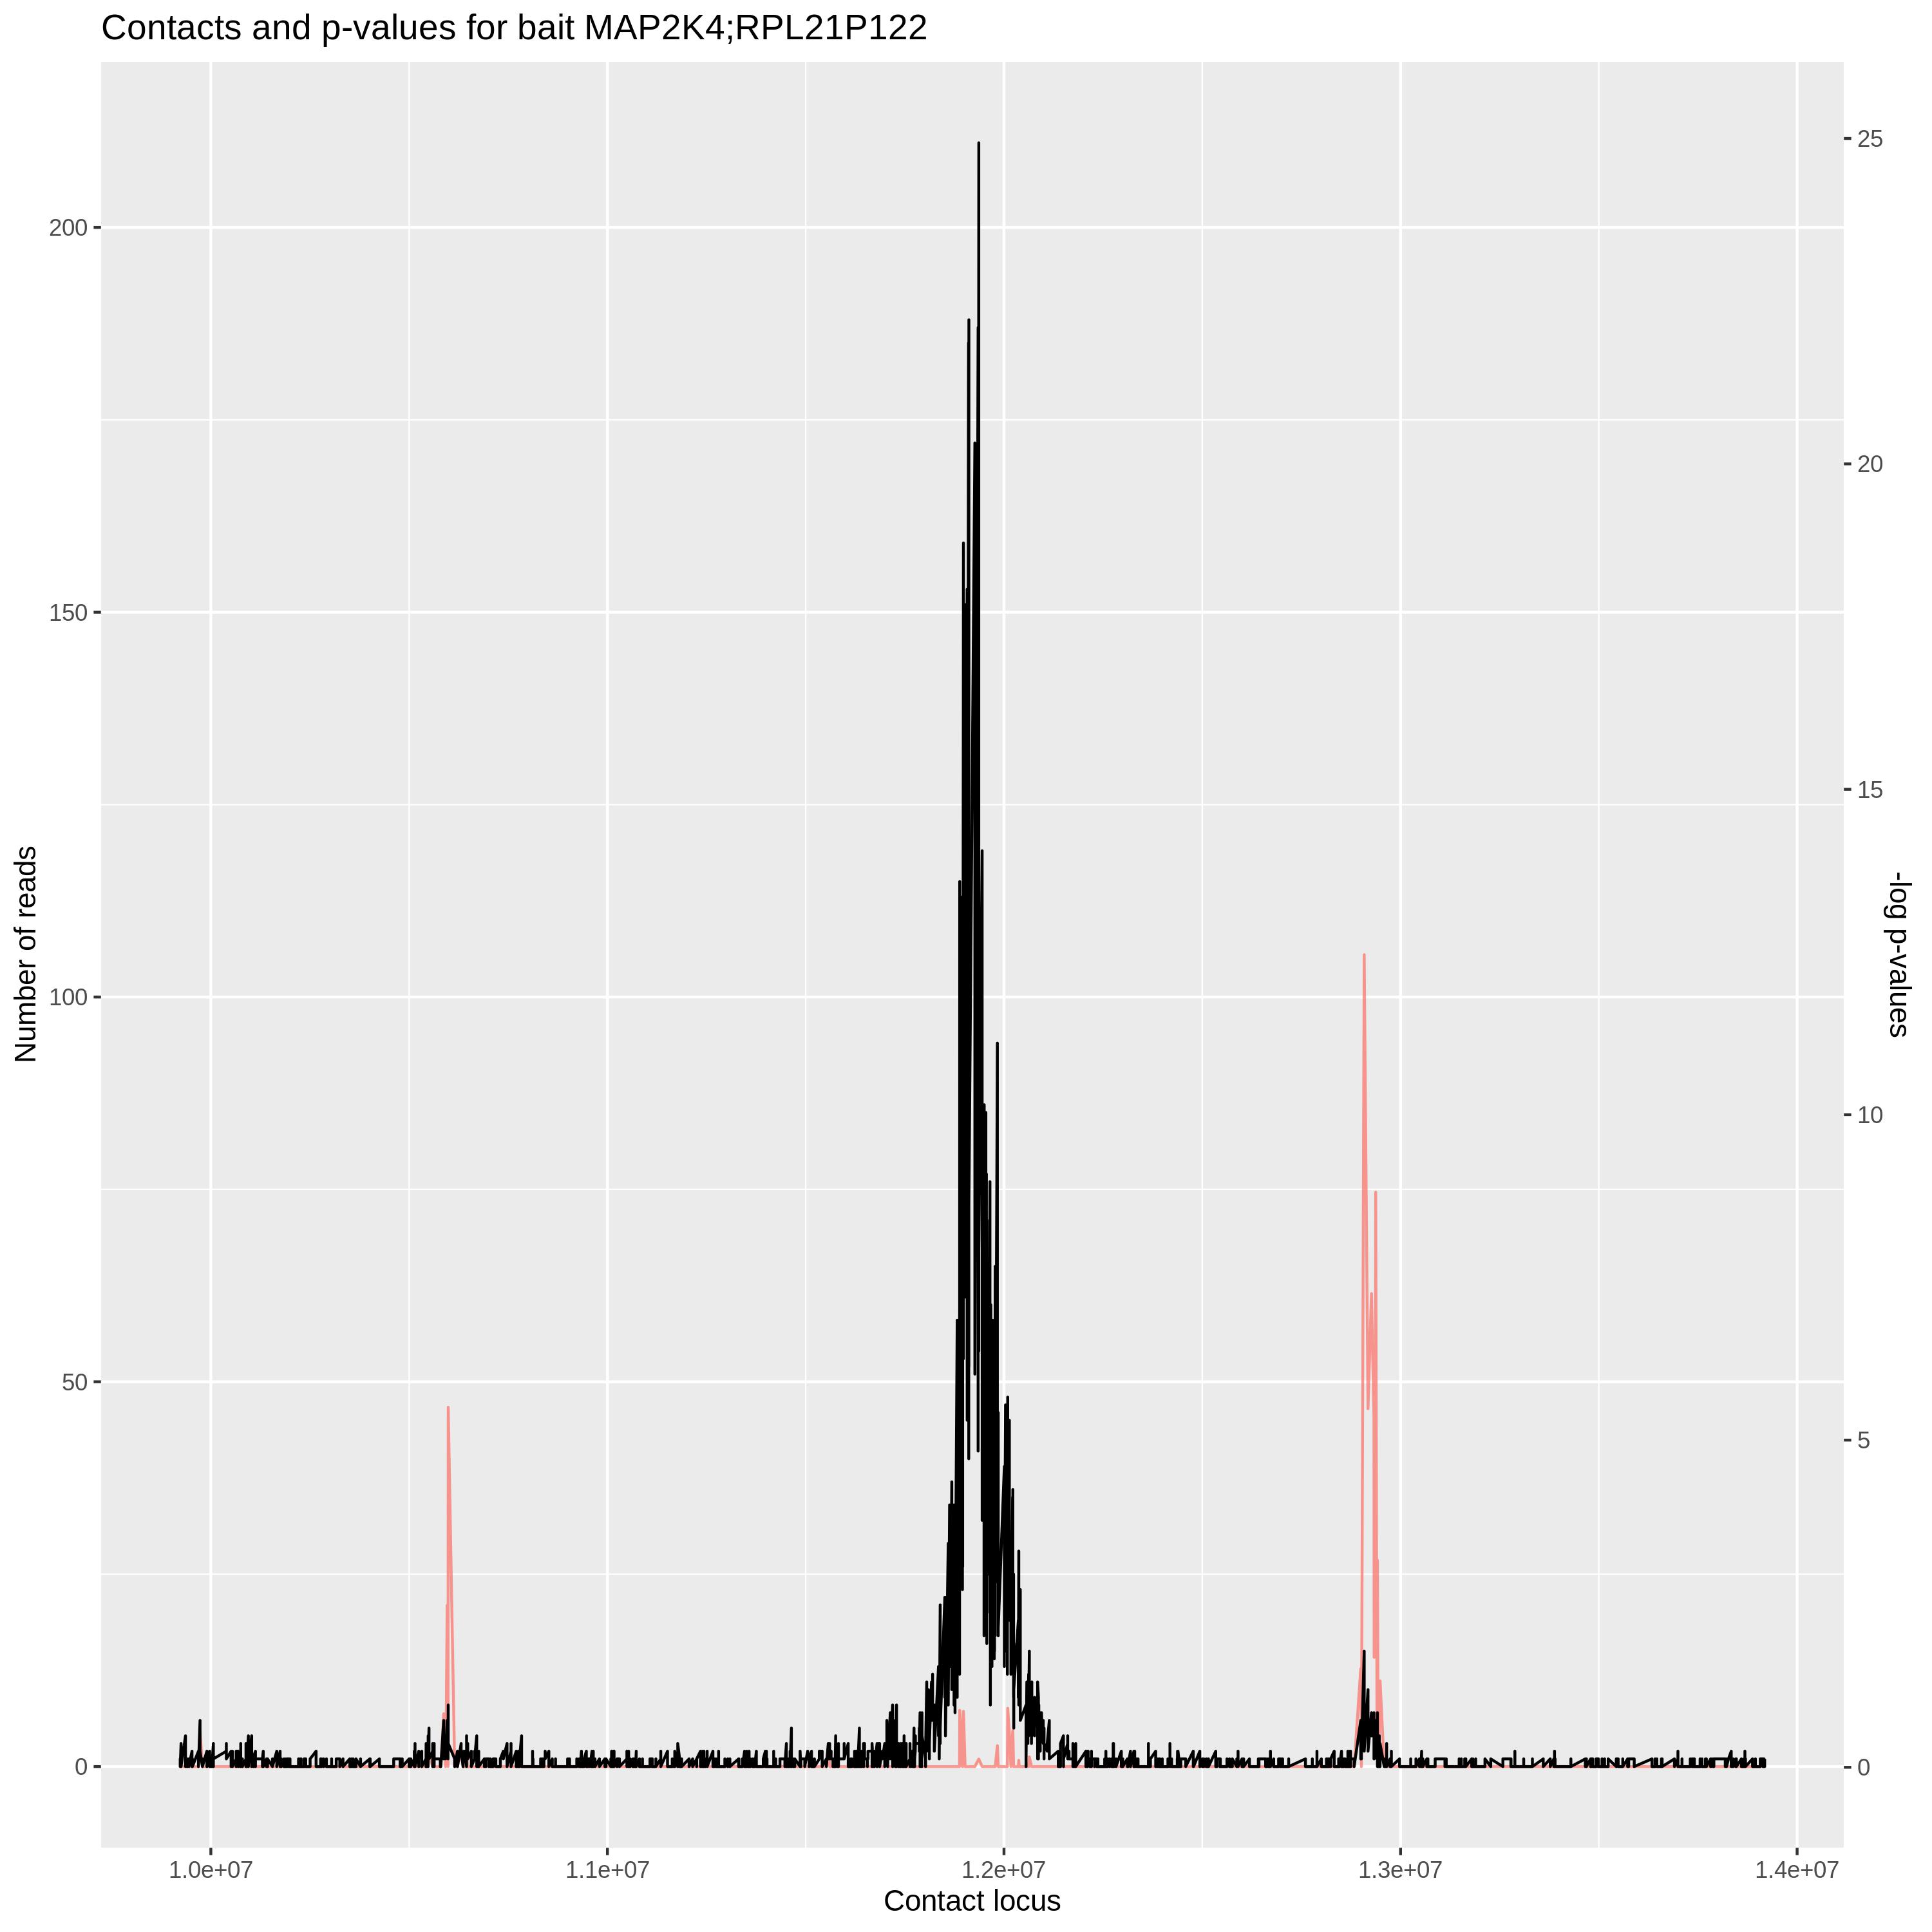 Contacts and p-values for bait MAP2K4;RPL21P122
Number of reads
200
150
100
50
0
25
20
15
10
5
0
-log p-values
1.0e+07
1.1e+07
1.2e+07
1.3e+07
1.4e+07
Contact locus